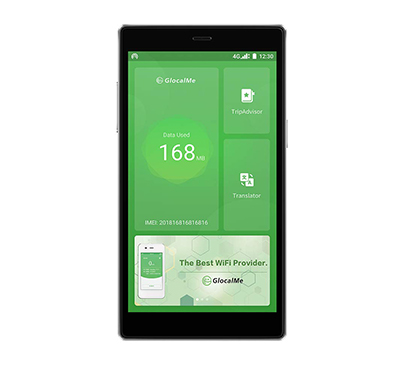 4G 12:30
GlocalMe
Data Used
168 MB
IMEI: 201816816816816
TripAdvisor
Translator
The Best WiFi Provider.
GlocalMe